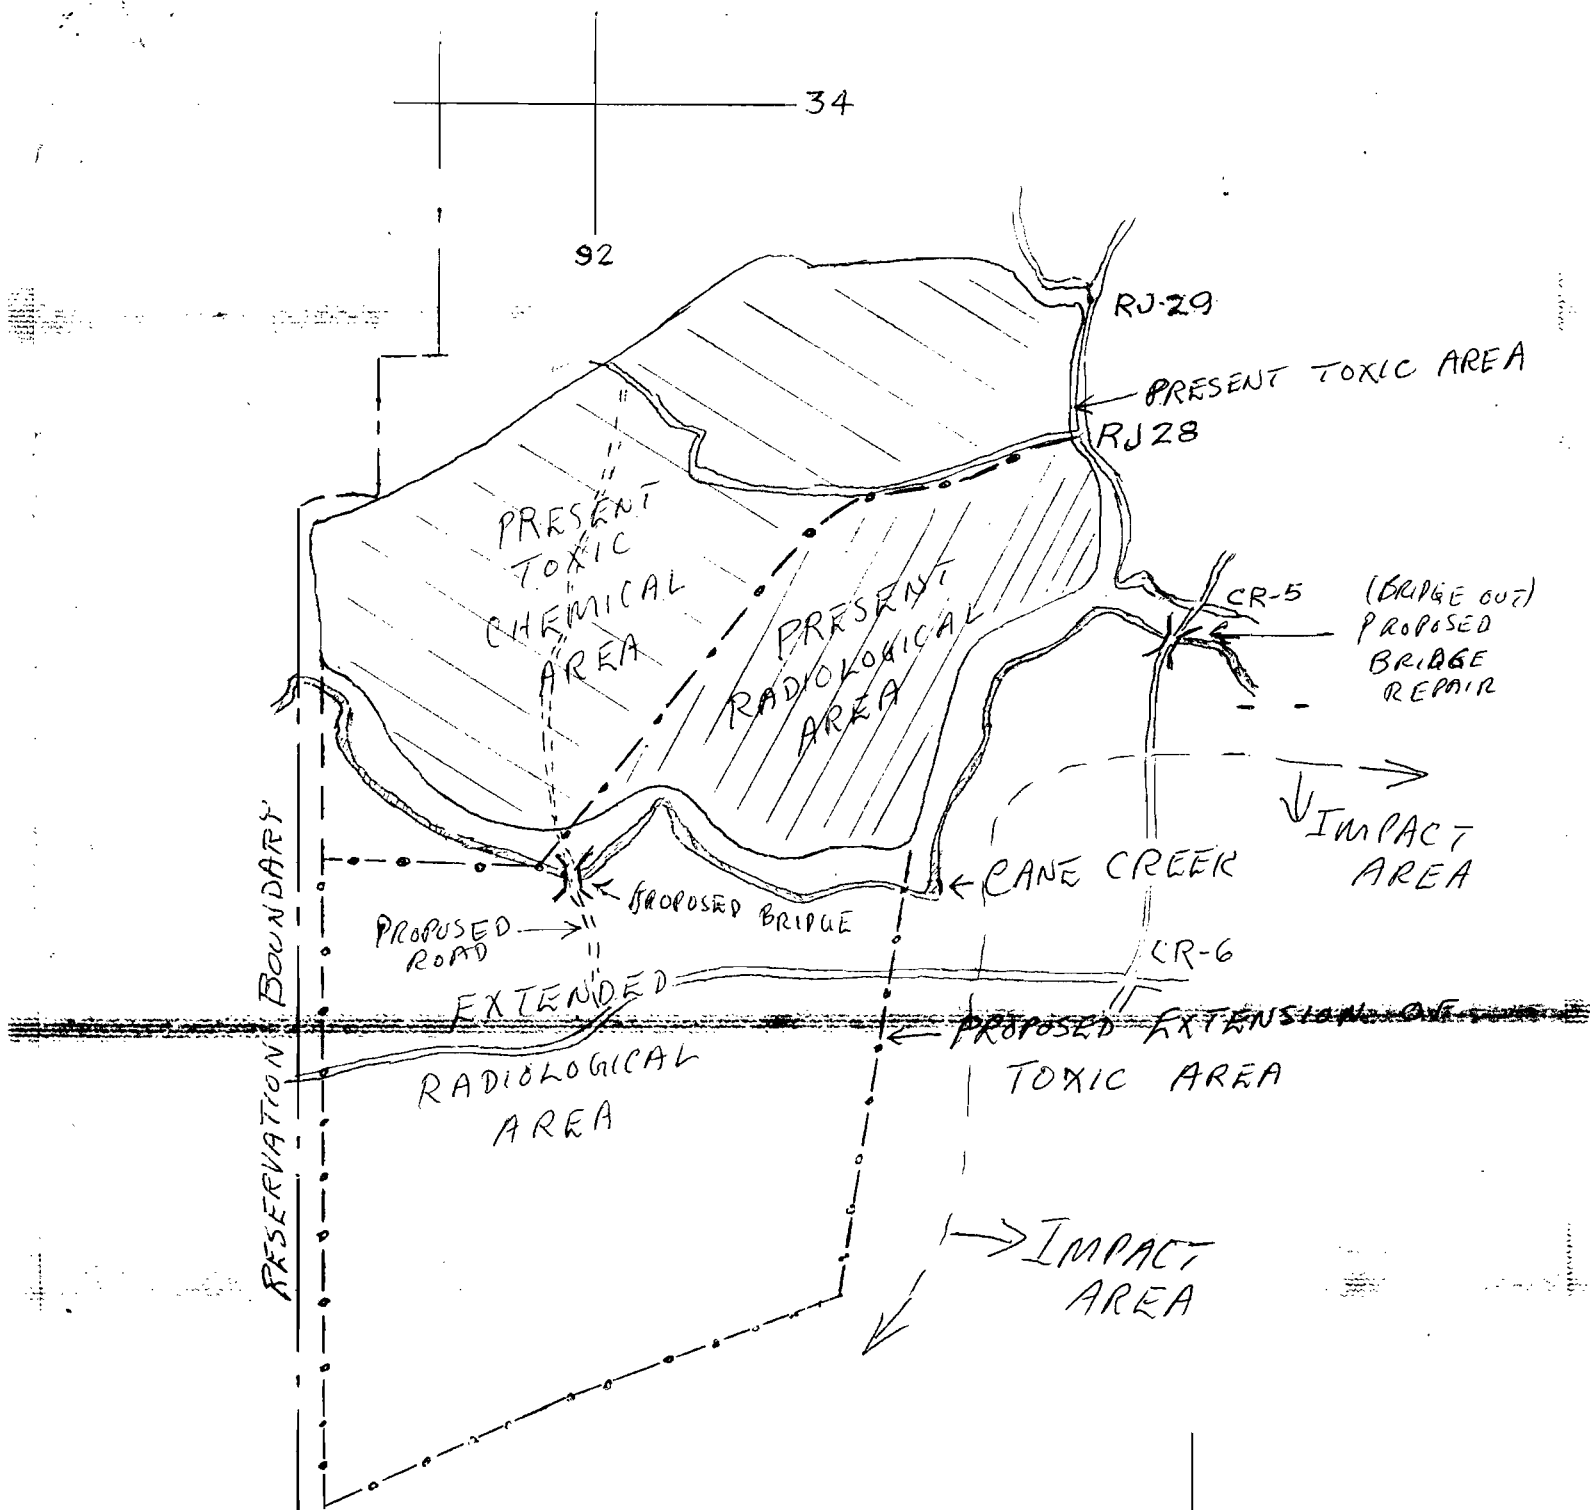 34
92
RJ-29
PRESENT TOXIC AREA
RJ28
PRESENT
TOXIC
CHEMICAL
AREA
PRESENT
RADIOLOGICAL
AREA
CR-5
(BRIDGE OUT)
PROPOSED
BRIDGE
REPAIR
IMPACT
AREA
CANE CREEK
PROPOSED BRIDGE
PROPOSED
ROAD
CR-6
EXTENDED
RADIOLOGICAL
AREA
PROPOSED EXTENSION OF
TOXIC AREA
RESERVATION BOUNDARY
IMPACT
AREA